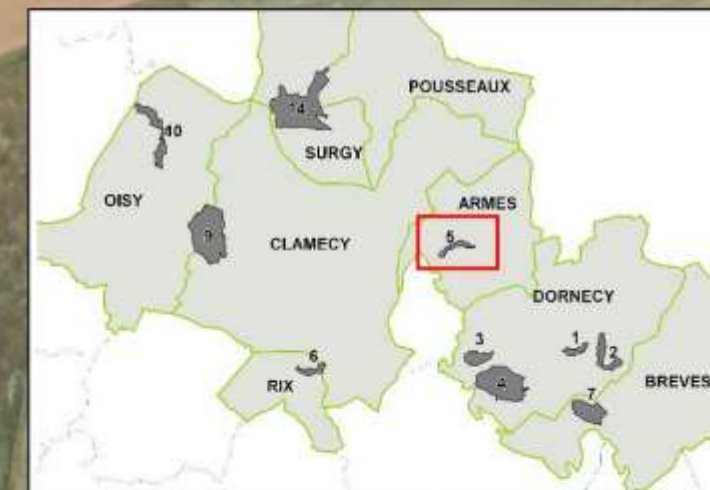 POUSSEAUX
14
10
SURGY
OISY
ARMES
9
CLAMECY
5
DORNECY
3
1
2
6
RIX
4
BREVES
7